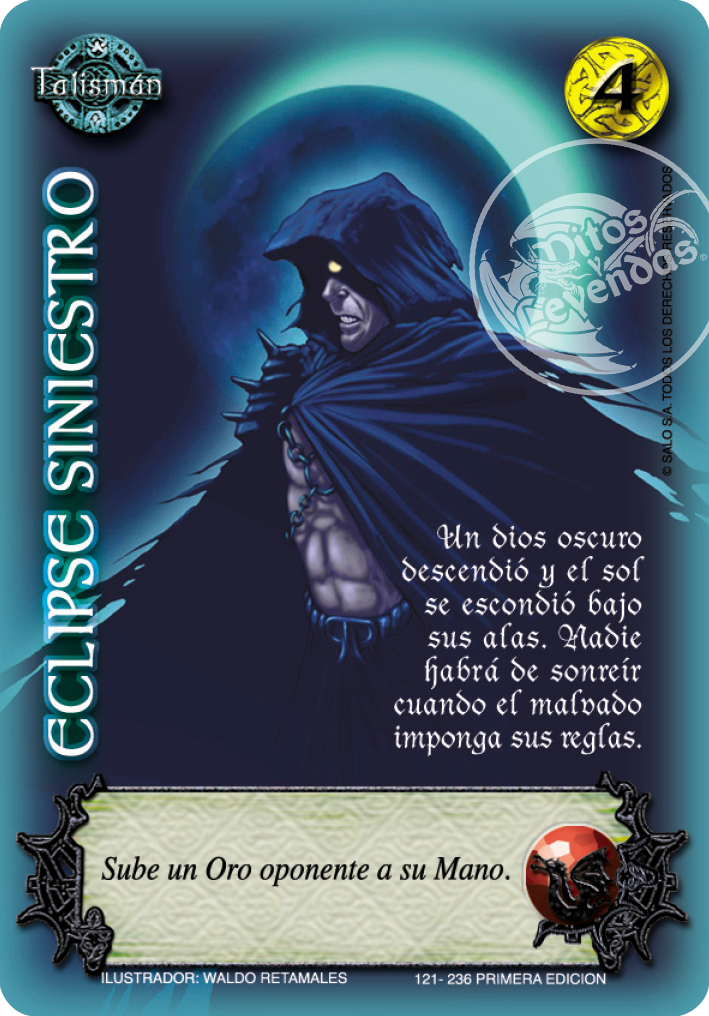 Talismán
4
ECLIPSE SINIESTRO
Mitos
y
Leyendas
®
© SALO S.A. TODOS LOS DERECHOS RESERVADOS
Un dios oscuro
descendió y el sol
se escondió bajo
sus alas. Nadie
habrá de sonreír
cuando el malvado
imponga sus reglas.
Sube un Oro oponente a su Mano.
ILUSTRADOR: WALDO RETAMALES
121- 236 PRIMERA EDICION